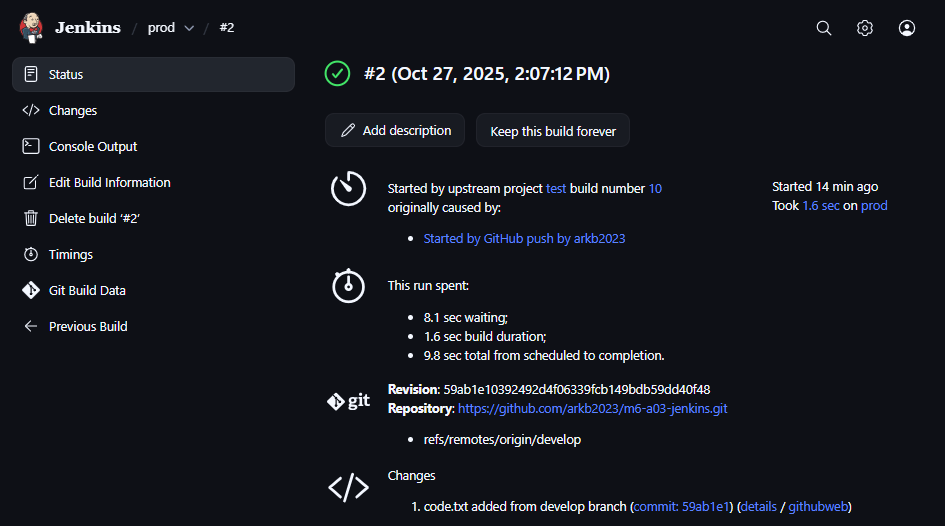 Jenkins / prod / #2
Status
Changes
Console Output
Edit Build Information
Delete build ‘#2’
Timings
Git Build Data
Previous Build
#2 (Oct 27, 2025, 2:07:12 PM)
Add description
Keep this build forever
Started by upstream project test build number 10
originally caused by:
• Started by GitHub push by arkb2023
Started 14 min ago
Took 1.6 sec on prod
This run spent:
• 8.1 sec waiting;
• 1.6 sec build duration;
• 9.8 sec total from scheduled to completion.
git
Revision: 59ab1e10392492d4f06339fcb149bdb59dd40f48
Repository: https://github.com/arkb2023/m6-a03-jenkins.git
• refs/remotes/origin/develop
Changes
1. code.txt added from develop branch (commit: 59ab1e1) (details / githubweb)